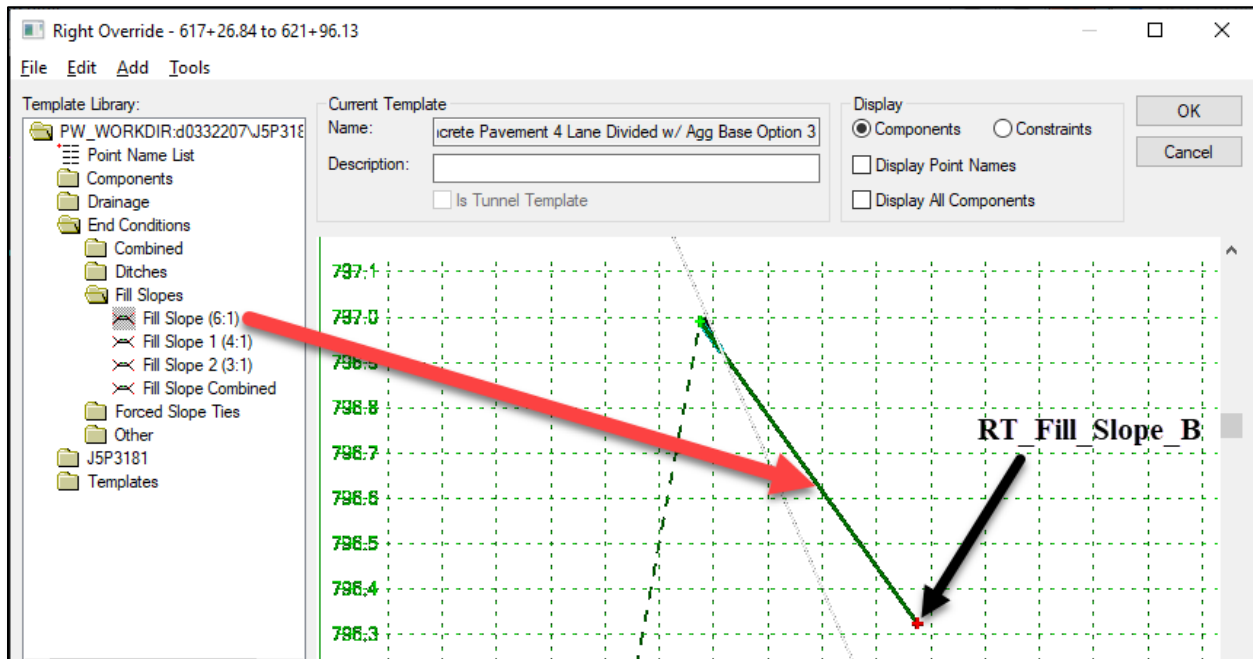 Right Override - 617+26.84 to 621+96.13
File Edit Add Tools
Template Library:
PW_WORKDIR:d0332207\J5P318
Point Name List
Components
Drainage
End Conditions
Combined
Ditches
Fill Slopes
Fill Slope (6:1)
Fill Slope 1 (4:1)
Fill Slope 2 (3:1)
Fill Slope Combined
Forced Slope Ties
Other
J5P3181
Templates
Current Template
Name: crete Pavement 4 Lane Divided w/ Agg Base Option 3
Description:
Is Tunnel Template
Display
Components Constraints
Display Point Names
Display All Components
OK
Cancel
797.1
797.0
796.9
796.8
796.7
796.6
796.5
796.4
796.3
RT_Fill_Slope_B